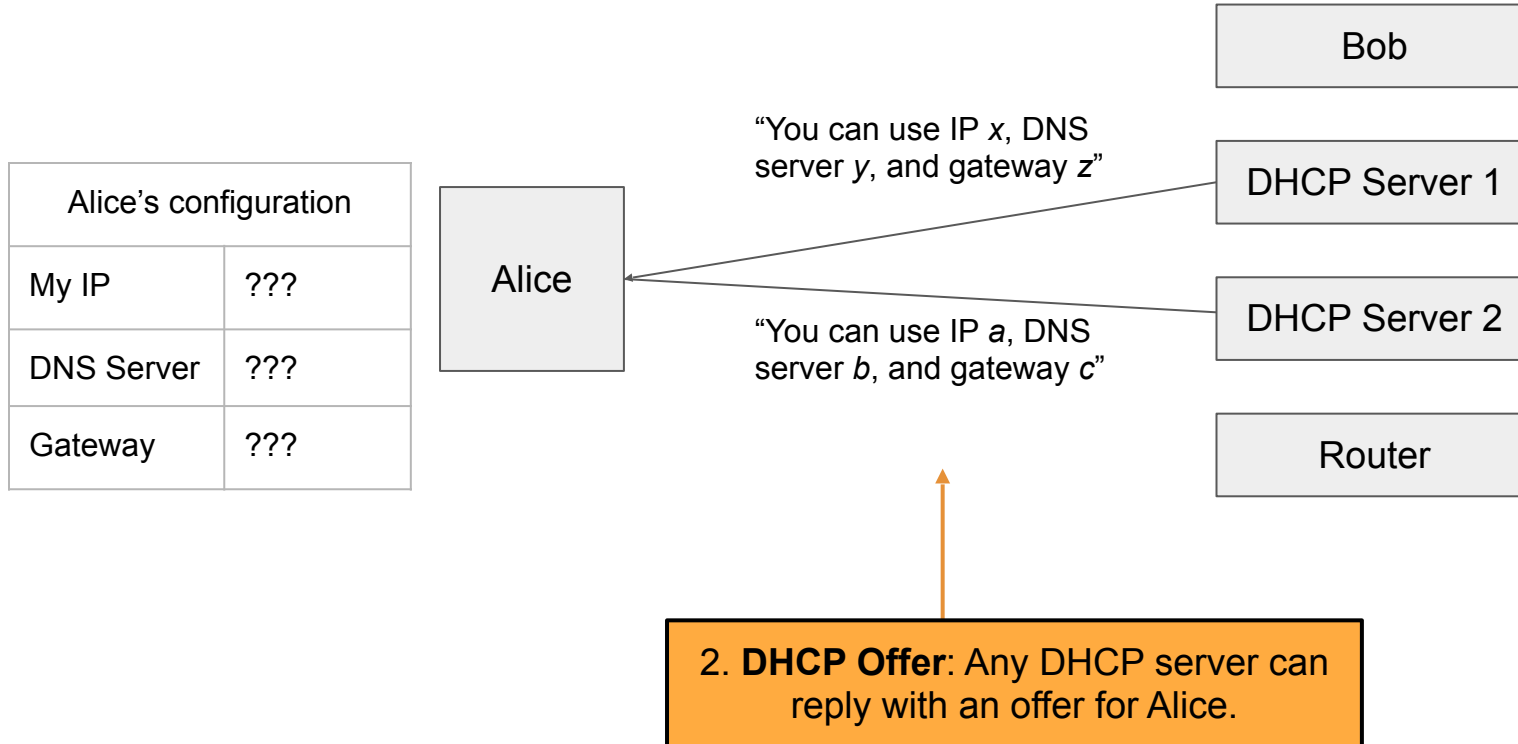 Bob
“You can use IP x, DNS
server y, and gateway z”
DHCP Server 1
Alice’s configuration
My IP ???
DNS Server ???
Gateway ???
Alice
DHCP Server 2
“You can use IP a, DNS
server b, and gateway c”
Router
2. DHCP Offer: Any DHCP server can
reply with an offer for Alice.